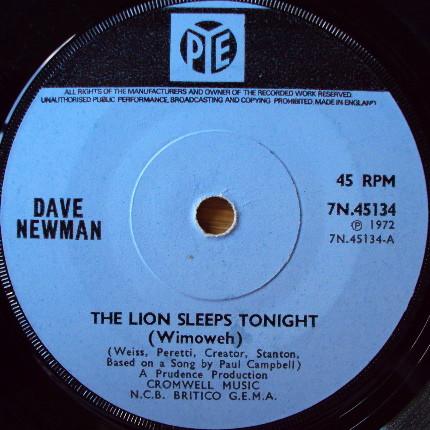 PYE
ALL RIGHTS OF THE MANUFACTURERS AND OWNER OF THE RECORDED WORK RESERVED.
UNAUTHORISED PUBLIC PERFORMANCE, BROADCASTING AND COPYING PROHIBITED. MADE IN ENGLAND
45 RPM
DAVE
NEWMAN
7N.45134
Ⓟ 1972
7N.45134-A
THE LION SLEEPS TONIGHT
(Wimoweh)
(Weiss, Peretti, Creator, Stanton,
Based on a Song by Paul Campbell)
A Prudence Production
CROMWELL MUSIC
N.C.B. BRITICO G.E.M.A.